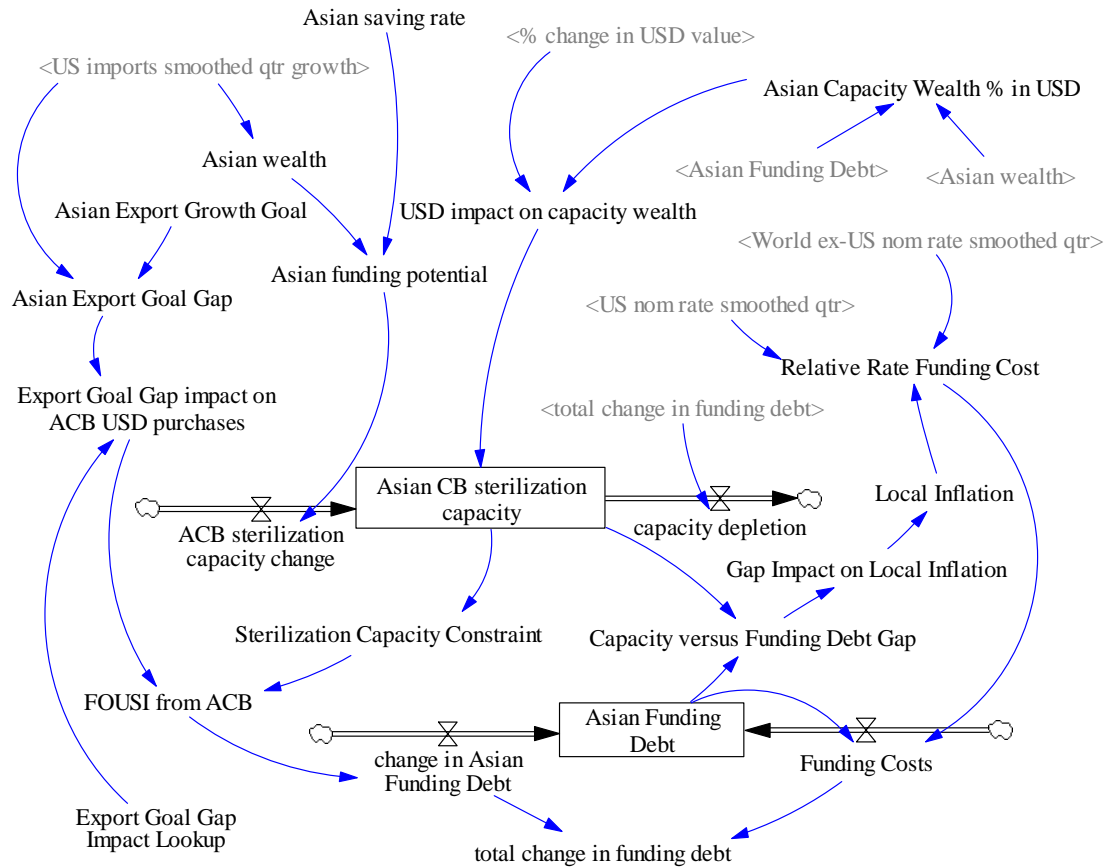 Asian saving rate
<% change in USD value>
<US imports smoothed qtr growth>
Asian Capacity Wealth % in USD
Asian wealth
<Asian Funding Debt>
<Asian wealth>
Asian Export Growth Goal
USD impact on capacity wealth
<World ex-US nom rate smoothed qtr>
Asian funding potential
Asian Export Goal Gap
<US nom rate smoothed qtr>
Relative Rate Funding Cost
Export Goal Gap impact on
ACB USD purchases
<total change in funding debt>
Asian CB sterilization
capacity
Local Inflation
ACB sterilization
capacity change
capacity depletion
Gap Impact on Local Inflation
Sterilization Capacity Constraint
Capacity versus Funding Debt Gap
FOUSI from ACB
Asian Funding
Debt
change in Asian
Funding Debt
Funding Costs
Export Goal Gap
Impact Lookup
total change in funding debt